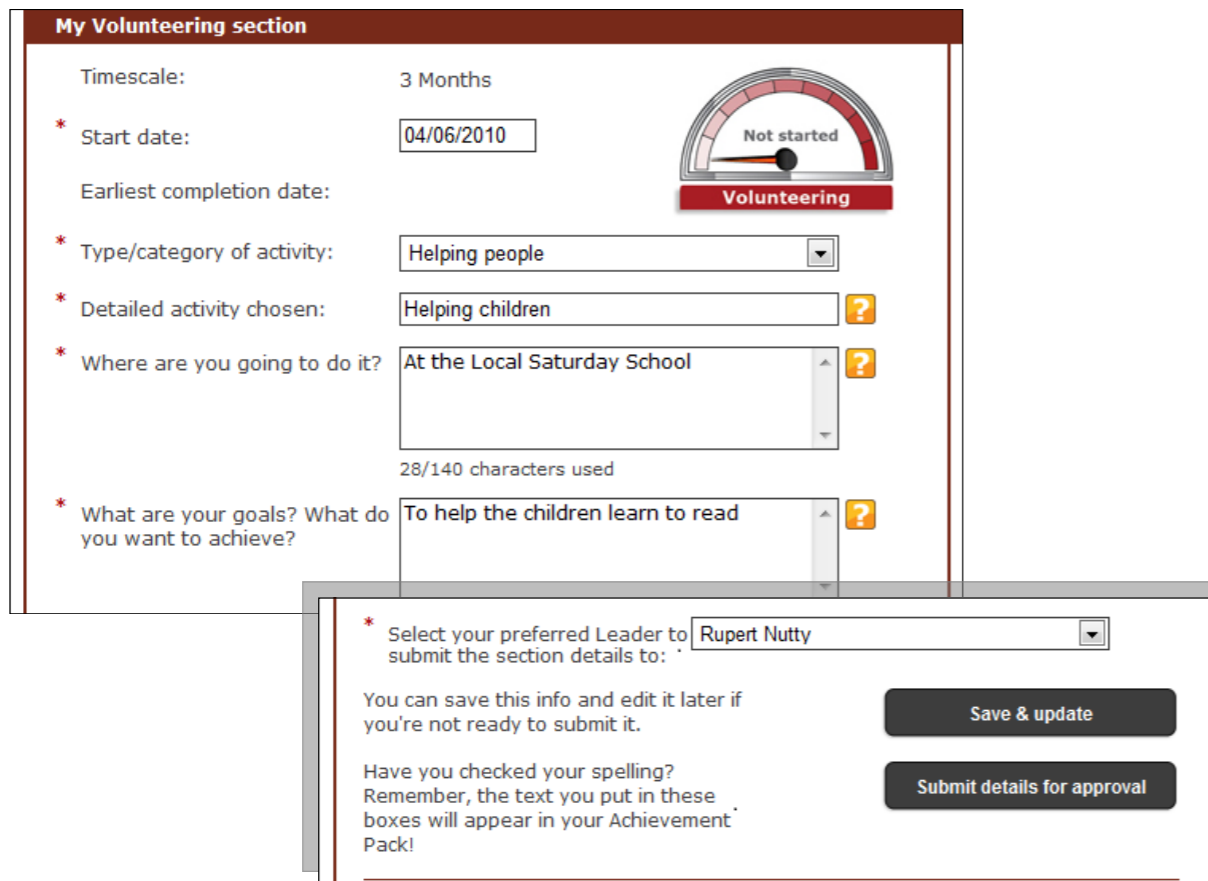 My Volunteering section
Timescale:
3 Months
Not started
Volunteering
* Start date:
04/06/2010
Earliest completion date:
* Type/category of activity:
Helping people
* Detailed activity chosen:
Helping children
?
* Where are you going to do it?
At the Local Saturday School
?
28/140 characters used
* What are your goals? What do
you want to achieve?
To help the children learn to read
?
* Select your preferred Leader to
submit the section details to:
Rupert Nutty
You can save this info and edit it later if
you're not ready to submit it.
Save & update
Have you checked your spelling?
Remember, the text you put in these
boxes will appear in your Achievement
Pack!
Submit details for approval